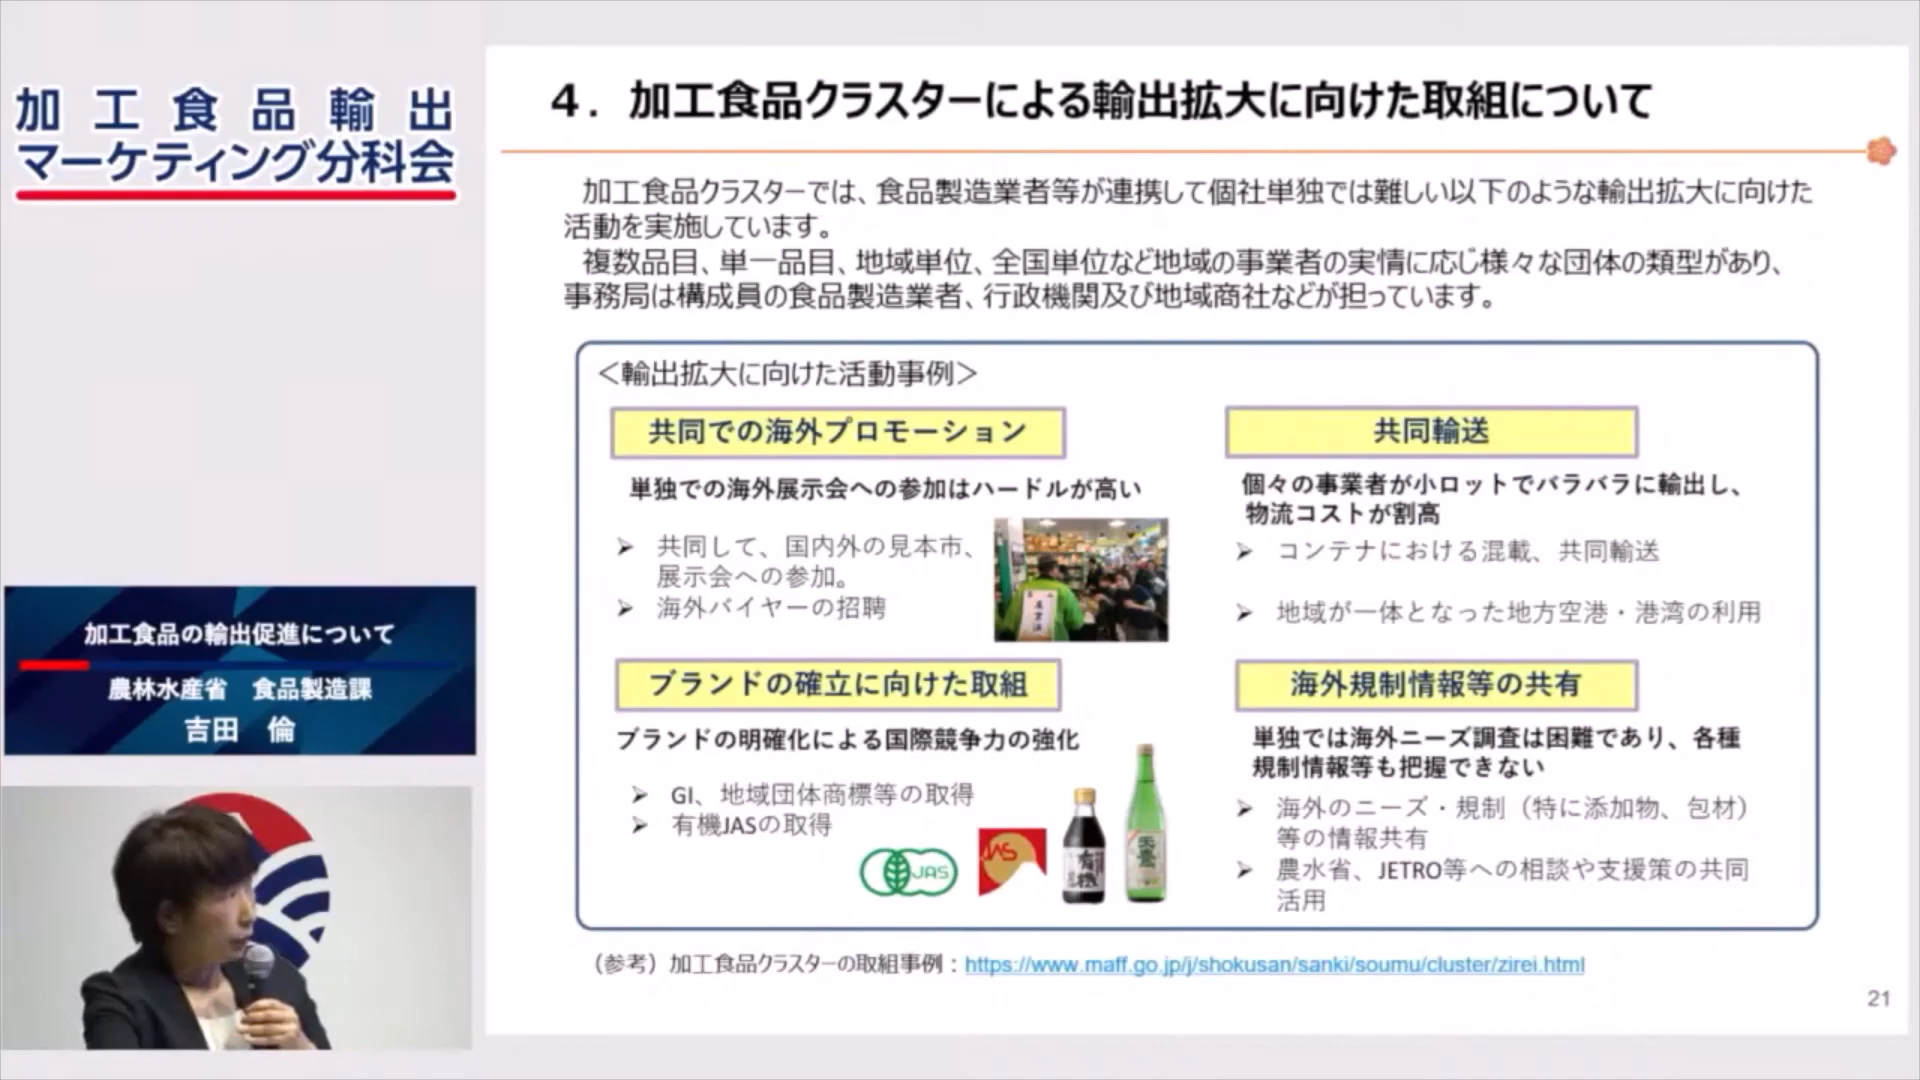 加工食品輸出
マーケティング分科会
4．加工食品クラスターによる輸出拡大に向けた取組について
加工食品クラスターでは、食品製造業者等が連携して個社単独では難しい以下のような輸出拡大に向けた
活動を実施しています。
複数品目、単一品目、地域単位、全国単位など地域の事業者の実情に応じ様々な団体の類型があり、
事務局は構成員の食品製造業者、行政機関及び地域商社などが担っています。
＜輸出拡大に向けた活動事例＞
共同での海外プロモーション
単独での海外展示会への参加はハードルが高い
➢ 共同して、国内外の見本市、
展示会への参加。
➢ 海外バイヤーの招聘
共同輸送
個々の事業者が小ロットでバラバラに輸出し、
物流コストが割高
➢ コンテナにおける混載、共同輸送
➢ 地域が一体となった地方空港・港湾の利用
ブランドの確立に向けた取組
ブランドの明確化による国際競争力の強化
➢ GI、地域団体商標等の取得
➢ 有機JASの取得
JAS
JAS
有機
海外規制情報等の共有
単独では海外ニーズ調査は困難であり、各種
規制情報等も把握できない
➢ 海外のニーズ・規制（特に添加物、包材）
等の情報共有
➢ 農水省、JETRO等への相談や支援策の共同
活用
（参考）加工食品クラスターの取組事例：https://www.maff.go.jp/j/shokusan/sanki/soumu/cluster/zirei.html
21
加工食品の輸出促進について
農林水産省 食品製造課
吉田 倫